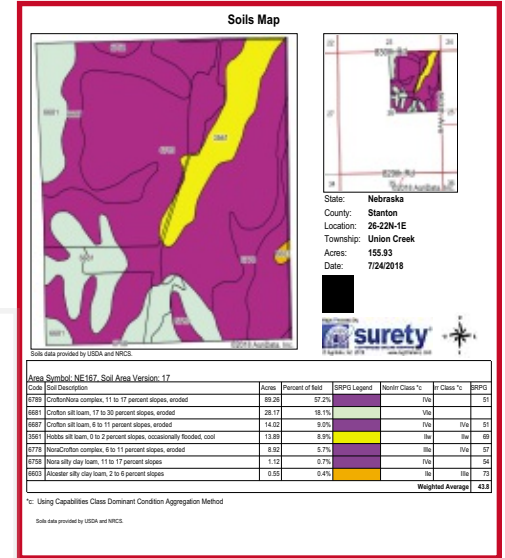 Soils Map
State: Nebraska
County: Stanton
Location: 26-22N-1E
Township: Union Creek
Acres: 155.93
Date: 7/24/2018
surety
Soils data provided by USDA and NRCS.
©2018 AgriData, Inc.
Area Symbol: NE167, Soil Area Version: 17
Code Soil Description Acres Percent of field SRPG Legend NonIrr Class *c Irr Class *c SRPG
6789 CroftonNora complex, 11 to 17 percent slopes, eroded 89.26 57.2% IVe 51
6681 Crofton silt loam, 17 to 30 percent slopes, eroded 28.17 18.1% VIe
6687 Crofton silt loam, 6 to 11 percent slopes, eroded 14.02 9.0% IVe IVe 51
3561 Hobbs silt loam, 0 to 2 percent slopes, occasionally flooded, cool 13.89 8.9% IIw IIw 69
6778 NoraCrofton complex, 6 to 11 percent slopes, eroded 8.92 5.7% IIIe IVe 57
6758 Nora silty clay loam, 11 to 17 percent slopes 1.12 0.7% IVe 54
6603 Alcester silty clay loam, 2 to 6 percent slopes 0.55 0.4% IIe IIIe 73
Weighted Average 43.8
*c: Using Capabilities Class Dominant Condition Aggregation Method
Soils data provided by USDA and NRCS.